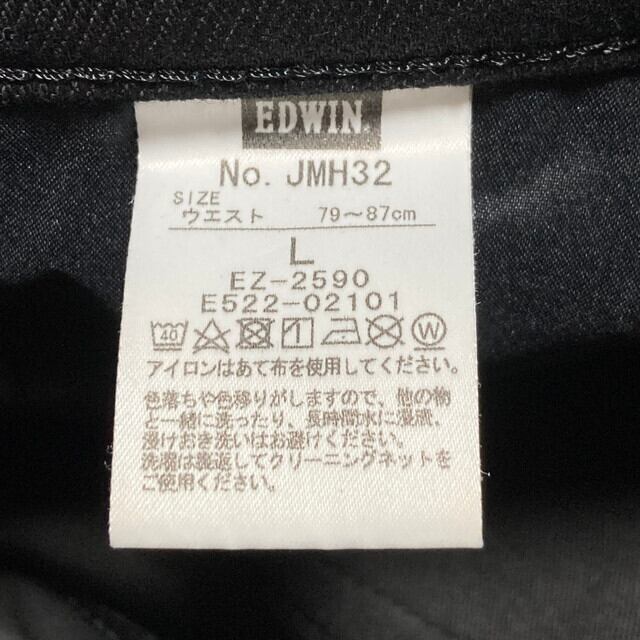 EDWIN
No. JMH32
SIZE
ウエスト 79～87cm
L
EZ-2590
E522-02101
40 W
アイロンはあて布を使用してください。
色落ちや色移りがしますので、他の物
と一緒に洗ったり、長時間水に浸漬、
漬けおき洗いはお避けください。
洗濯は裏返してクリーニングネットを
ご使用ください。